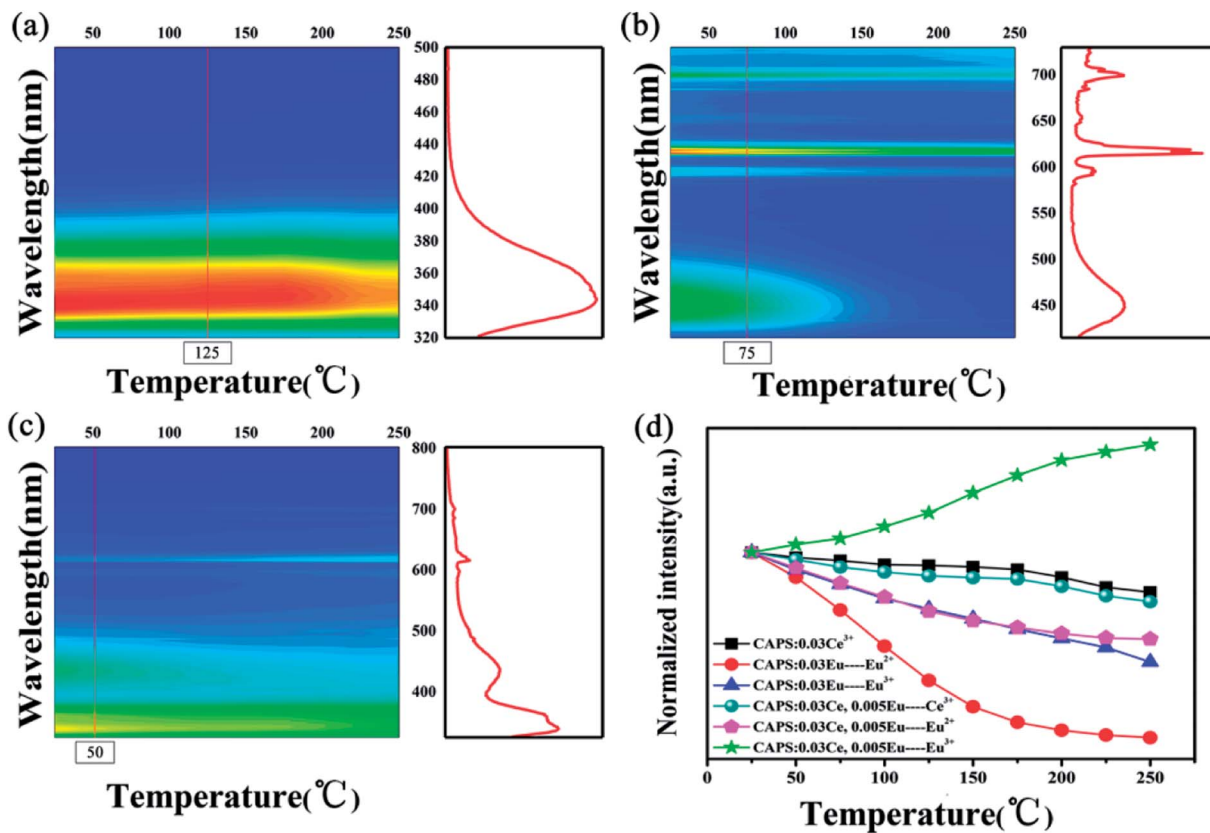 (a)
50 100 150 200 250
Wavelength(nm)
500
480
460
440
420
400
380
360
340
320
125
Temperature(℃)
(b)
50 100 150 200 250
Wavelength(nm)
700
650
600
550
500
450
75
Temperature(℃)
(c)
50 100 150 200 250
Wavelength(nm)
800
700
600
500
400
50
Temperature(℃)
(d)
Normalized intensity(a.u.)
CAPS:0.03Ce³⁺
CAPS:0.03Eu----Eu²⁺
CAPS:0.03Eu----Eu³⁺
CAPS:0.03Ce, 0.005Eu----Ce³⁺
CAPS:0.03Ce, 0.005Eu----Eu²⁺
CAPS:0.03Ce, 0.005Eu----Eu³⁺
0 50 100 150 200 250
Temperature(℃)